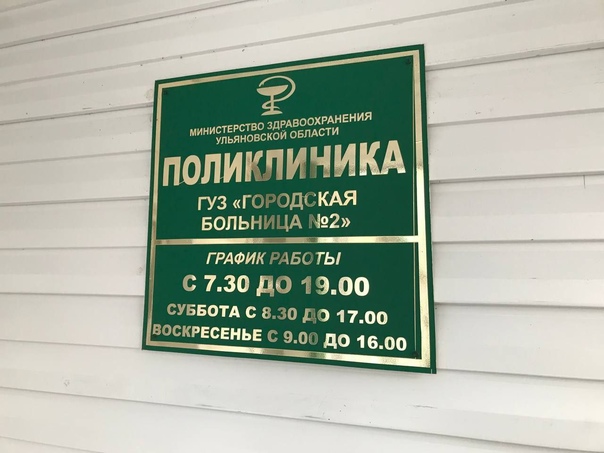 МИНИСТЕРСТВО ЗДРАВООХРАНЕНИЯ
УЛЬЯНОВСКОЙ ОБЛАСТИ
ПОЛИКЛИНИКА
ГУЗ «ГОРОДСКАЯ
БОЛЬНИЦА №2»
ГРАФИК РАБОТЫ
С 7.30 ДО 19.00
СУББОТА С 8.30 ДО 17.00
ВОСКРЕСЕНЬЕ С 9.00 ДО 16.00